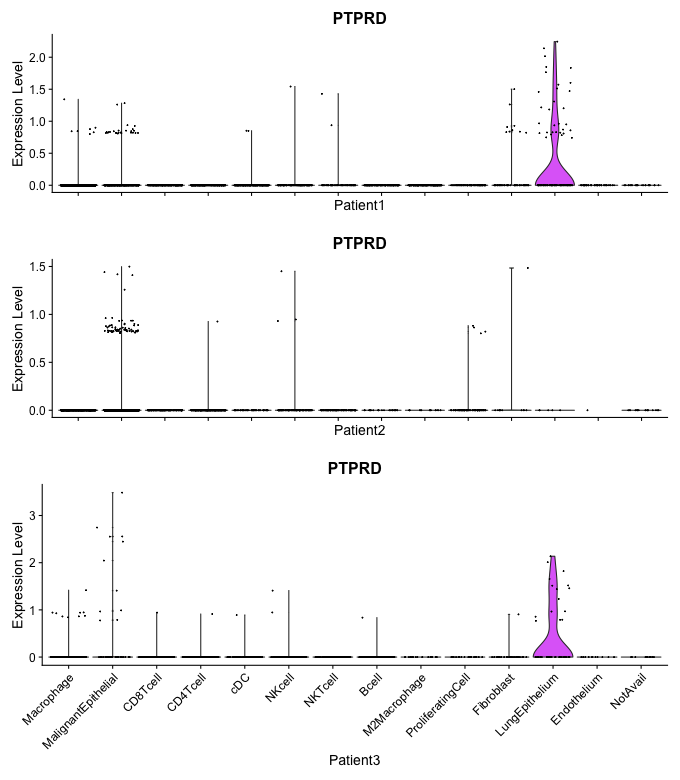 PTPRD
Expression Level
2.0
1.5
1.0
0.5
0.0
Patient1
PTPRD
Expression Level
1.5
1.0
0.5
0.0
Patient2
PTPRD
Expression Level
3
2
1
0
Macrophage
MalignantEpithelial
CD8Tcell
CD4Tcell
cDC
NKcell
NKTcell
Bcell
M2Macrophage
ProliferatingCell
Fibroblast
LungEpithelium
Endothelium
NotAvail
Patient3